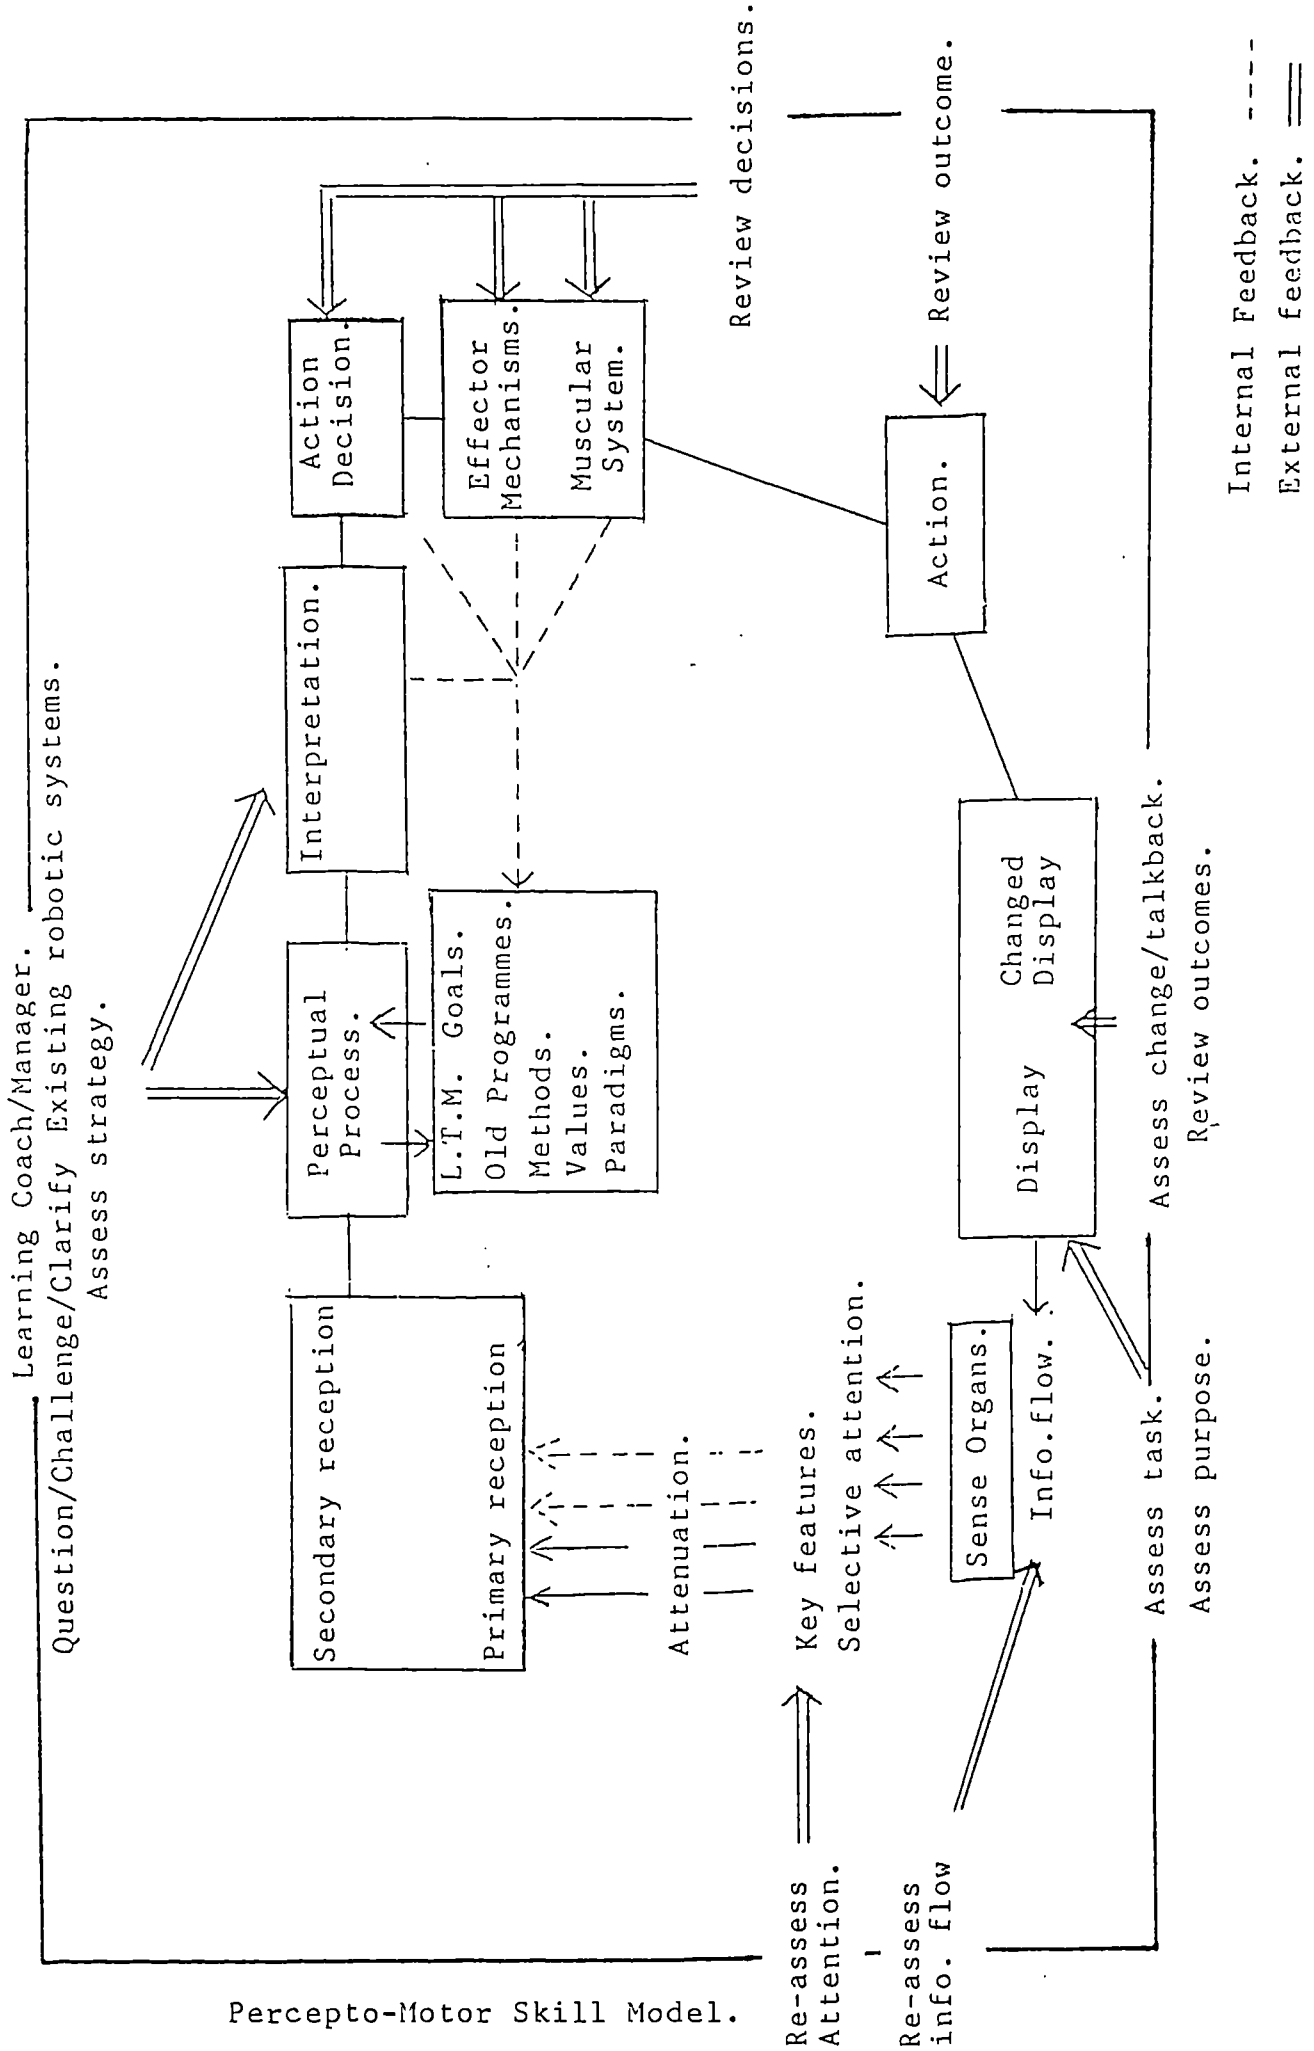 Percepto-Motor Skill Model.
Learning Coach/Manager.
Question/Challenge/Clarify Existing robotic systems.
Assess strategy.
Secondary reception
Primary reception
Perceptual
Process.
Interpretation.
Action
Decision.
L.T.M. Goals.
Old Programmes.
Methods.
Values.
Paradigms.
Effector
Mechanisms.
Muscular
System.
Attenuation.
Review decisions.
Re-assess
Attention.
Key features.
Selective attention.
Re-assess
info. flow
Sense Organs.
Info.flow.
Display
Changed
Display
Action.
Review outcome.
Assess task.
Assess purpose.
Assess change/talkback.
Review outcomes.
Internal Feedback. ----
External feedback. ══